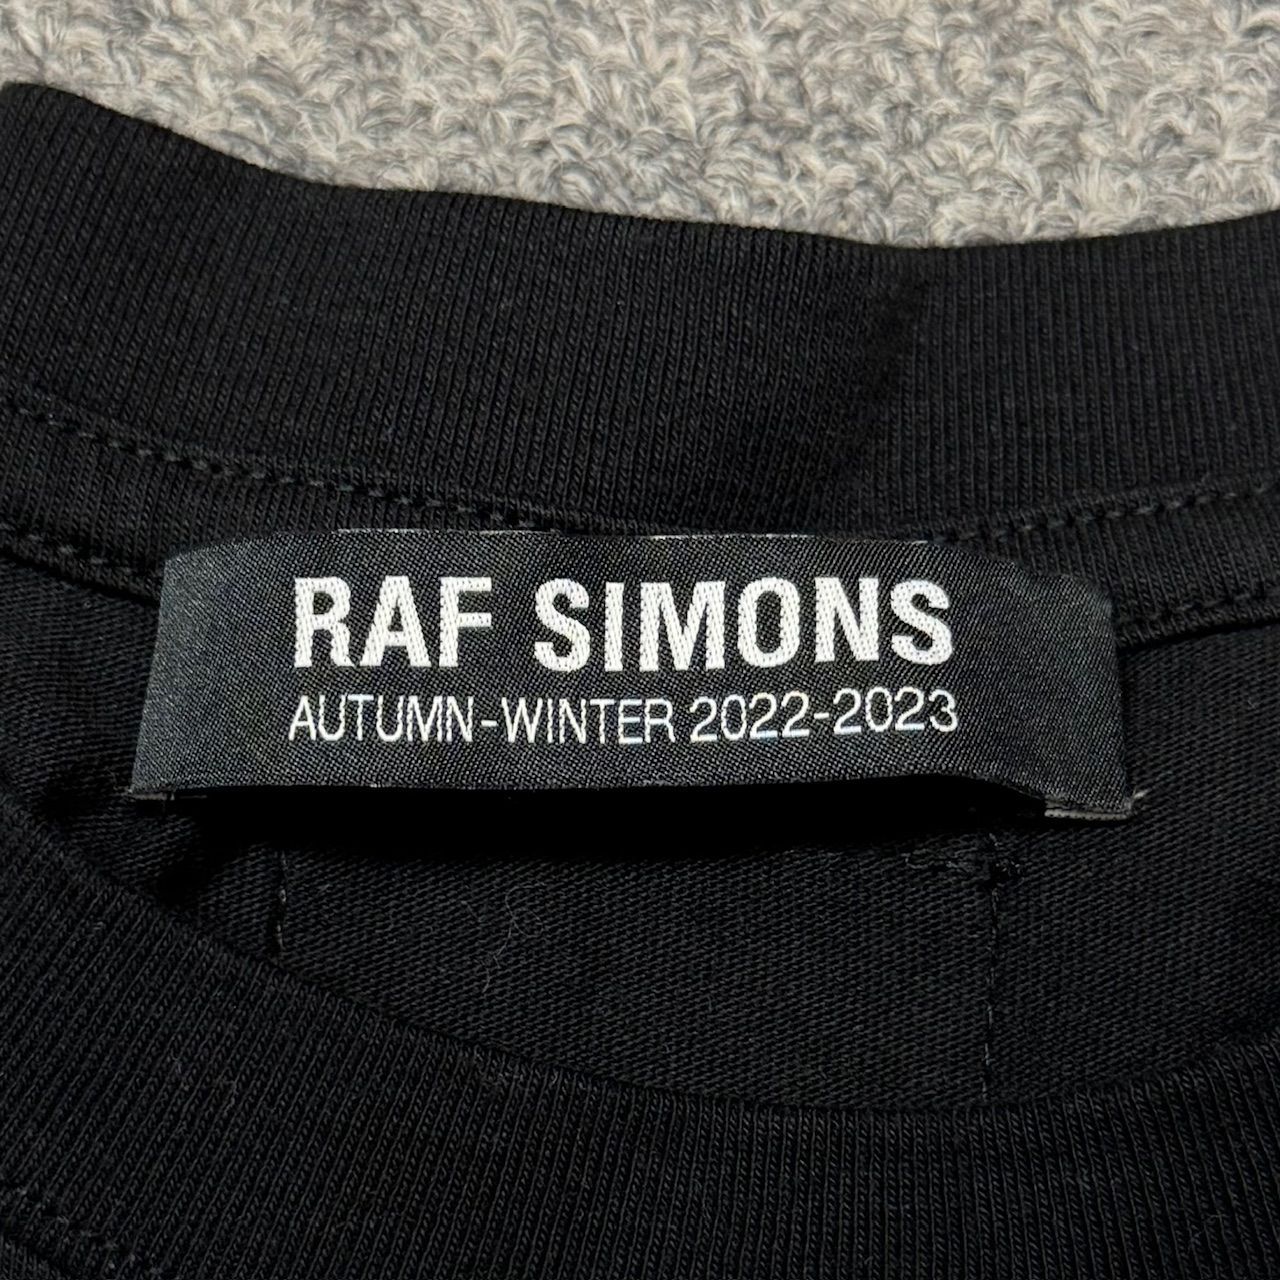 RAF SIMONS
AUTUMN-WINTER 2022-2023